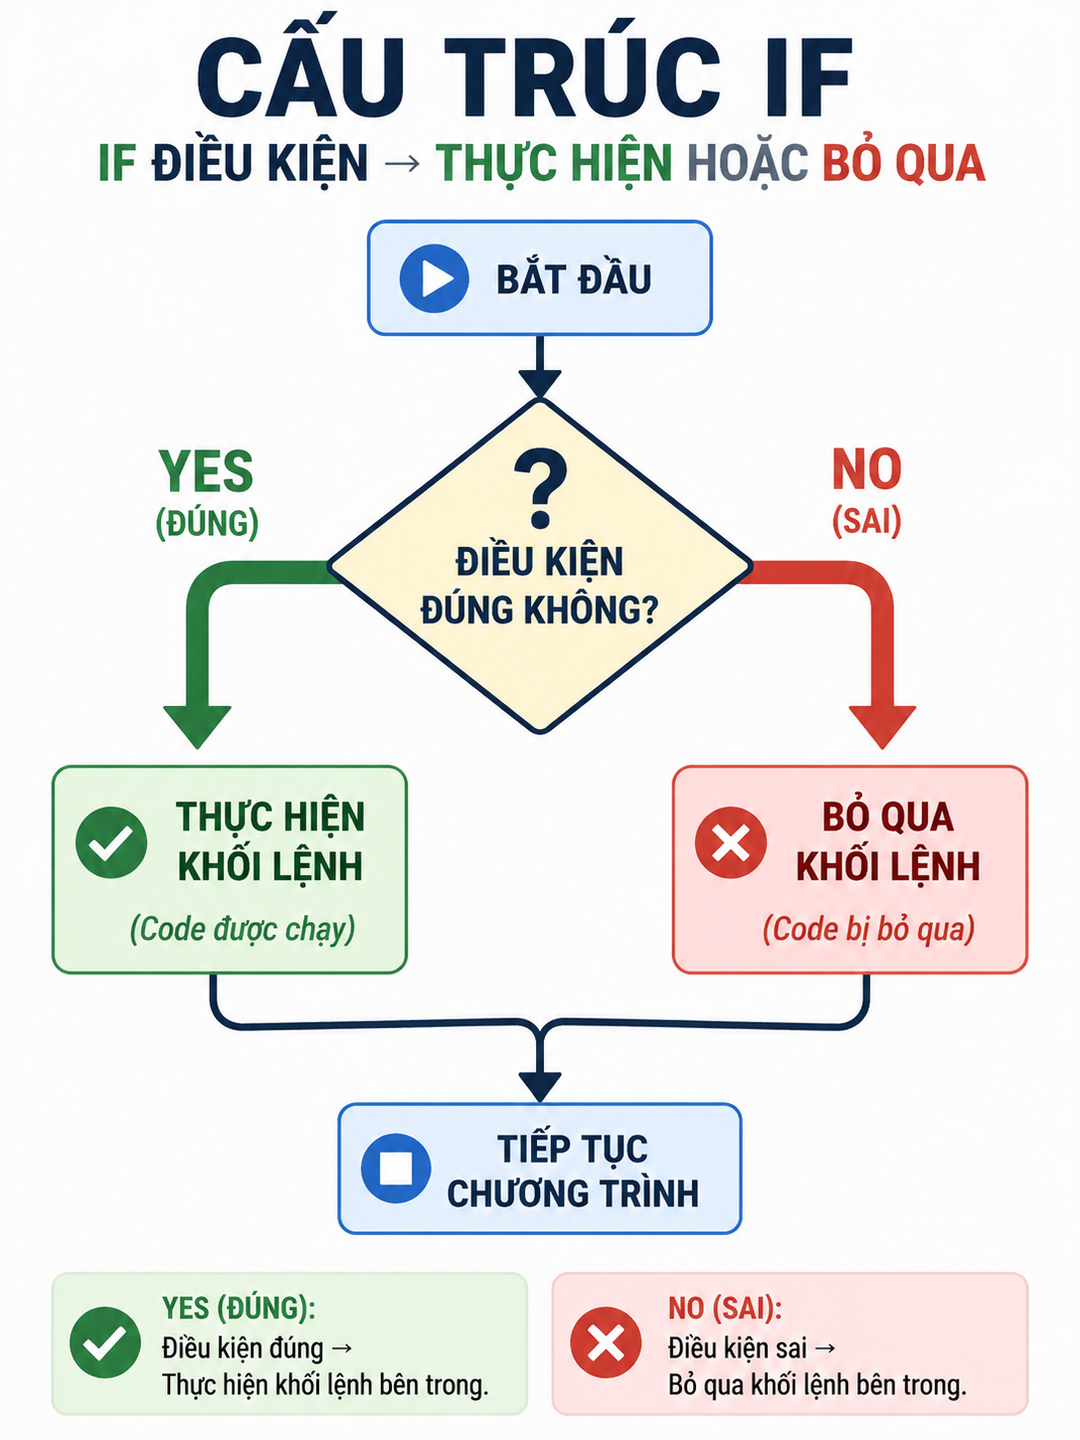 CẤU TRÚC IF
IF ĐIỀU KIỆN → THỰC HIỆN HOẶC BỎ QUA
BẮT ĐẦU
YES
(ĐÚNG)
NO
(SAI)
?
ĐIỀU KIỆN
ĐÚNG KHÔNG?
THỰC HIỆN
KHỐI LỆNH
(Code được chạy)
BỎ QUA
KHỐI LỆNH
(Code bị bỏ qua)
TIẾP TỤC
CHƯƠNG TRÌNH
YES (ĐÚNG):
Điều kiện đúng →
Thực hiện khối lệnh bên trong.
NO (SAI):
Điều kiện sai →
Bỏ qua khối lệnh bên trong.